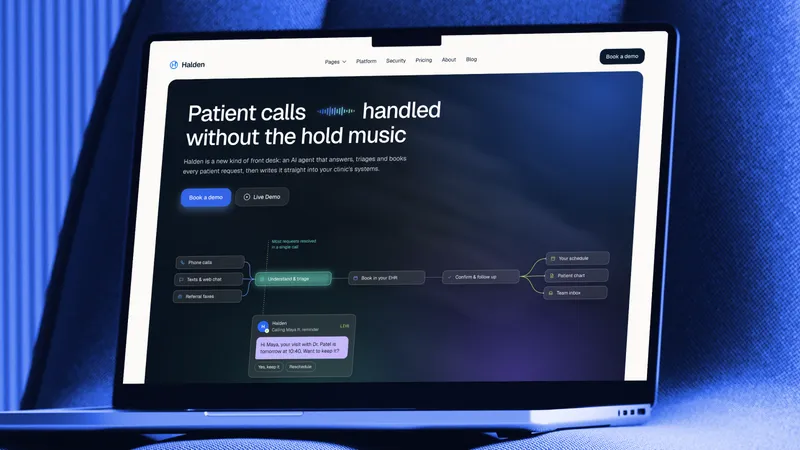 Halden
Pages
Platform
Security
Pricing
About
Blog
Book a demo
Patient calls handled
without the hold music
Halden is a new kind of front desk: an AI agent that answers, triages and books
every patient request, then writes it straight into your clinic's systems.
Book a demo
Live Demo
Most requests resolved
in a single call
Phone calls
Texts & web chat
Referral faxes
Understand & triage
Book in your EHR
Confirm & follow up
Your schedule
Patient chart
Team inbox
H
Halden
Calling Maya H. reminder
LIVE
Hi Maya, your visit with Dr. Patel is
tomorrow at 10:40. Want to keep it?
Yes, keep it
Reschedule